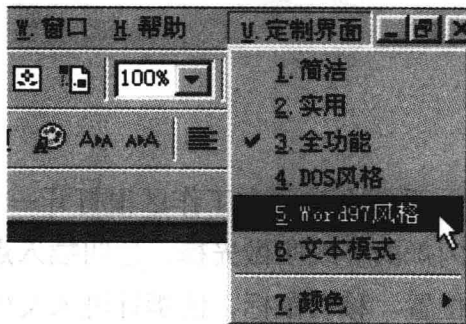 W. 窗口 H 帮助 U. 定制界面
100%
1. 简洁
2. 实用
3. 全功能
4. DOS风格
5. Word97风格
6. 文本模式
7. 颜色